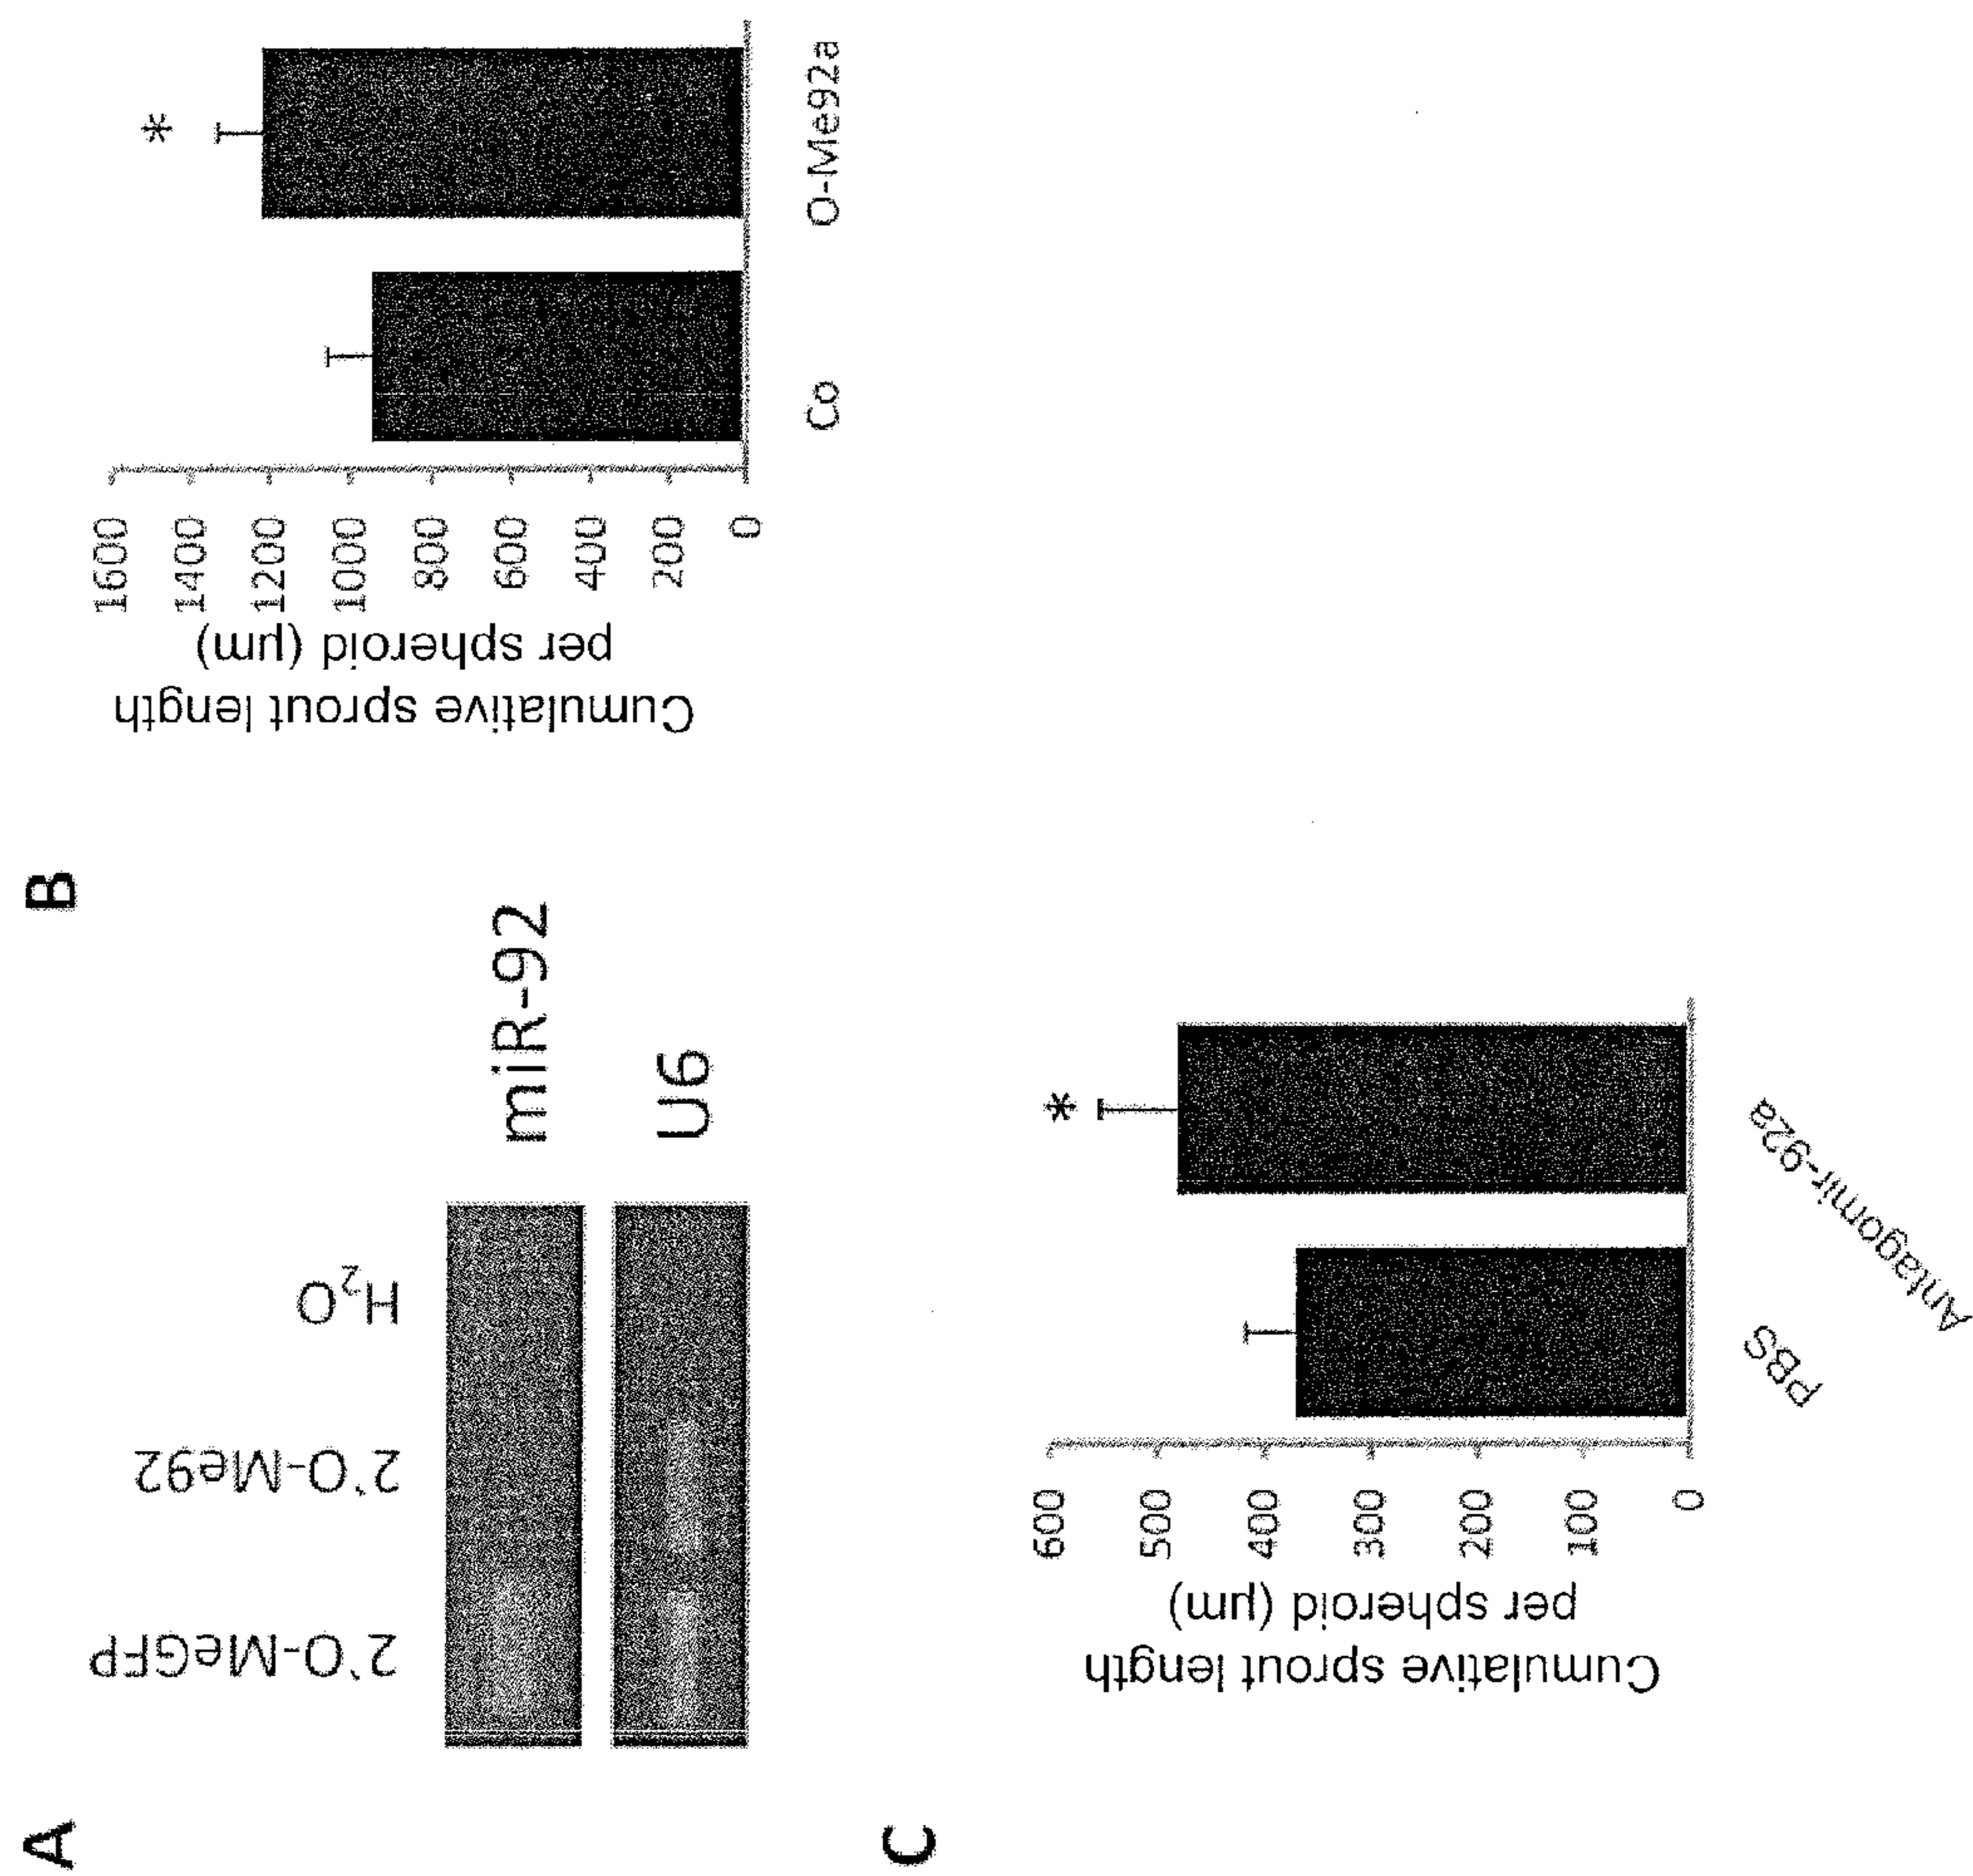 A
2'O-MeGFP
2'O-Me92
H₂O
miR-92
U6
B
Cumulative sprout length
per spheroid (µm)
1600
1400
1200
1000
800
600
400
200
0
*
Co
O-Me92a
C
Cumulative sprout length
per spheroid (µm)
600
500
400
300
200
100
0
*
PBS
Antagomir-92a